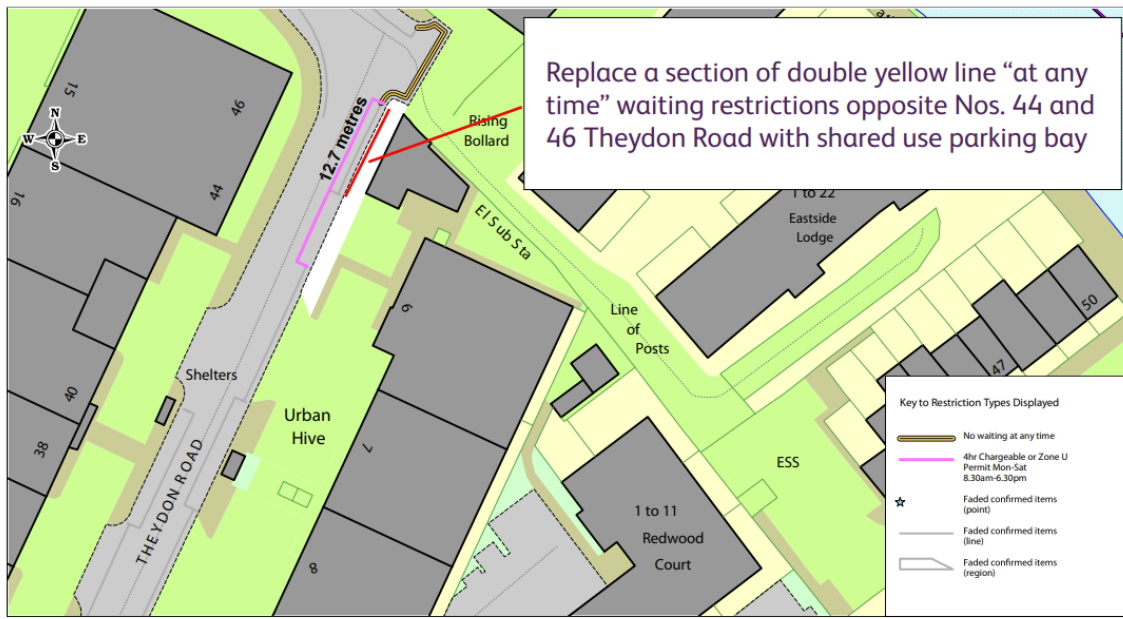 Replace a section of double yellow line “at any
time” waiting restrictions opposite Nos. 44 and
46 Theydon Road with shared use parking bay
15
46
N
W E
S
12.7 metres
Rising
Bollard
44
16
El Sub Sta
1 to 22
Eastside
Lodge
9
Line
of
Posts
50
47
Shelters
40
Urban
Hive
38
7
THEYDON ROAD
ESS
8
1 to 11
Redwood
Court
Key to Restriction Types Displayed
No waiting at any time
4hr Chargeable or Zone U
Permit Mon-Sat
8.30am-6.30pm
Faded confirmed items
(point)
Faded confirmed items
(line)
Faded confirmed items
(region)